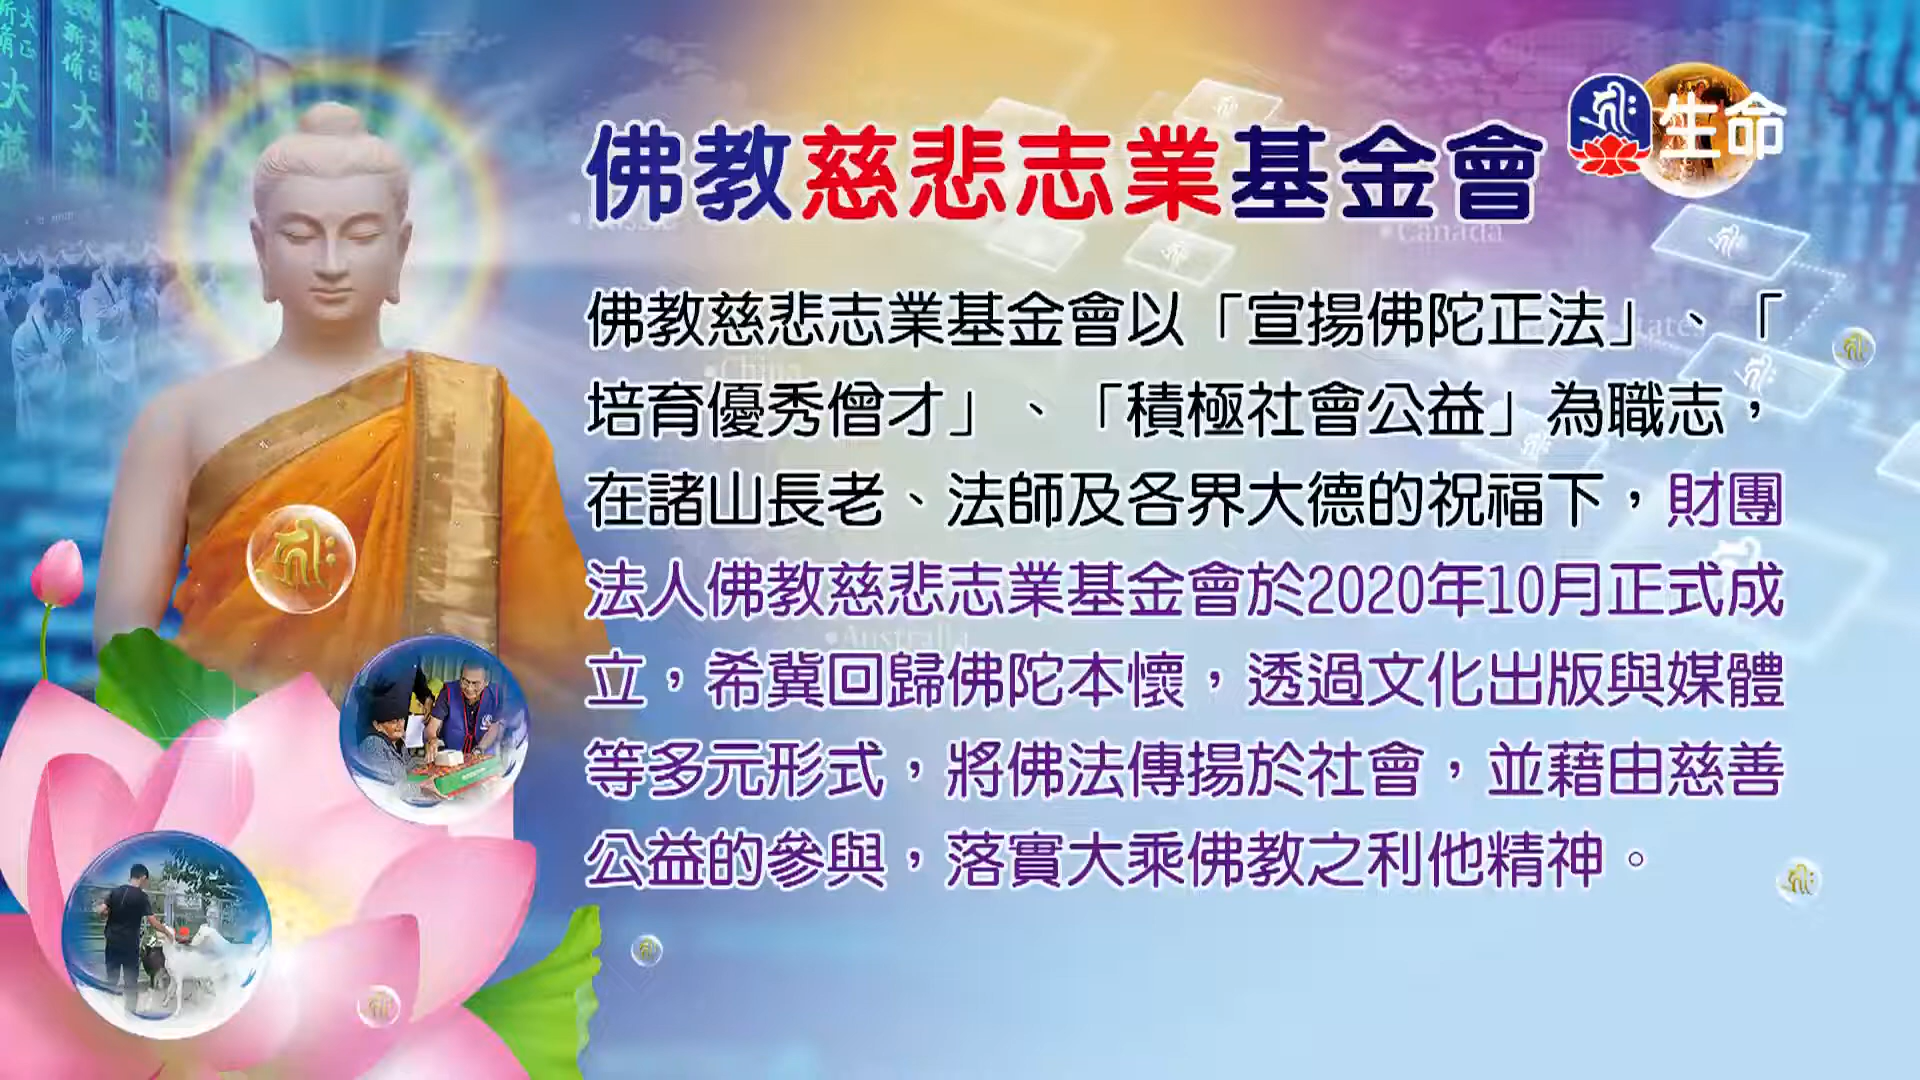 佛教慈悲志業基金會
生命
佛教慈悲志業基金會以「宣揚佛陀正法」、「
培育優秀僧才」、「積極社會公益」為職志，
在諸山長老、法師及各界大德的祝福下，財團
法人佛教慈悲志業基金會於2020年10月正式成
立，希冀回歸佛陀本懷，透過文化出版與媒體
等多元形式，將佛法傳揚於社會，並藉由慈善
公益的參與，落實大乘佛教之利他精神。
Canada
China
Australia